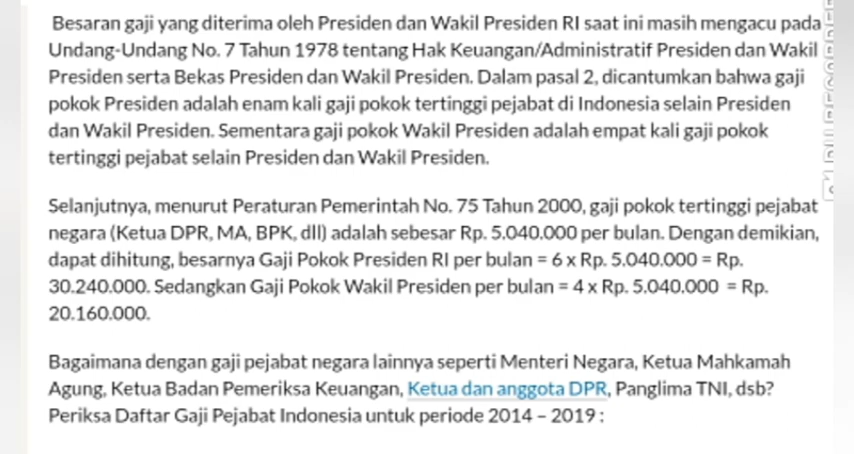 Besaran gaji yang diterima oleh Presiden dan Wakil Presiden RI saat ini masih mengacu pada
Undang-Undang No. 7 Tahun 1978 tentang Hak Keuangan/Administratif Presiden dan Wakil
Presiden serta Bekas Presiden dan Wakil Presiden. Dalam pasal 2, dicantumkan bahwa gaji
pokok Presiden adalah enam kali gaji pokok tertinggi pejabat di Indonesia selain Presiden
dan Wakil Presiden. Sementara gaji pokok Wakil Presiden adalah empat kali gaji pokok
tertinggi pejabat selain Presiden dan Wakil Presiden.
Selanjutnya, menurut Peraturan Pemerintah No. 75 Tahun 2000, gaji pokok tertinggi pejabat
negara (Ketua DPR, MA, BPK, dll) adalah sebesar Rp. 5.040.000 per bulan. Dengan demikian,
dapat dihitung, besarnya Gaji Pokok Presiden RI per bulan = 6 x Rp. 5.040.000 = Rp.
30.240.000. Sedangkan Gaji Pokok Wakil Presiden per bulan = 4 x Rp. 5.040.000 = Rp.
20.160.000.
Bagaimana dengan gaji pejabat negara lainnya seperti Menteri Negara, Ketua Mahkamah
Agung, Ketua Badan Pemeriksa Keuangan, Ketua dan anggota DPR, Panglima TNI, dsb?
Periksa Daftar Gaji Pejabat Indonesia untuk periode 2014 – 2019 :